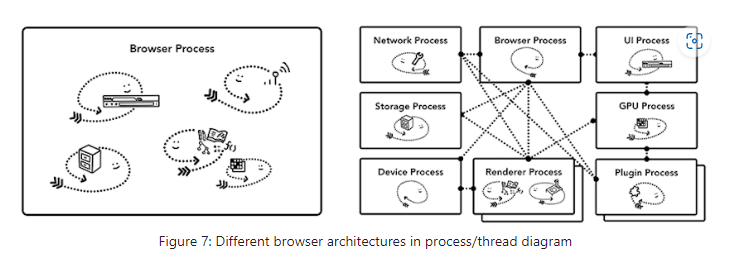 Browser Process
Network Process
Browser Process
UI Process
Storage Process
GPU Process
Device Process
Renderer Process
Plugin Process
f()
Figure 7: Different browser architectures in process/thread diagram